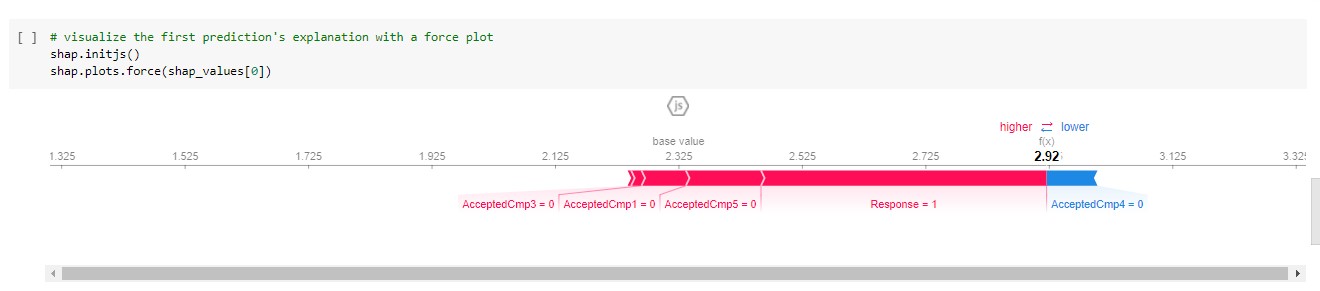 [ ] # visualize the first prediction's explanation with a force plot
shap.initjs()
shap.plots.force(shap_values[0])
js
higher lower
base value f(x)
1.325 1.525 1.725 1.925 2.125 2.325 2.525 2.725 2.92 3.125 3.325
AcceptedCmp3 = 0 AcceptedCmp1 = 0 AcceptedCmp5 = 0 Response = 1 AcceptedCmp4 = 0